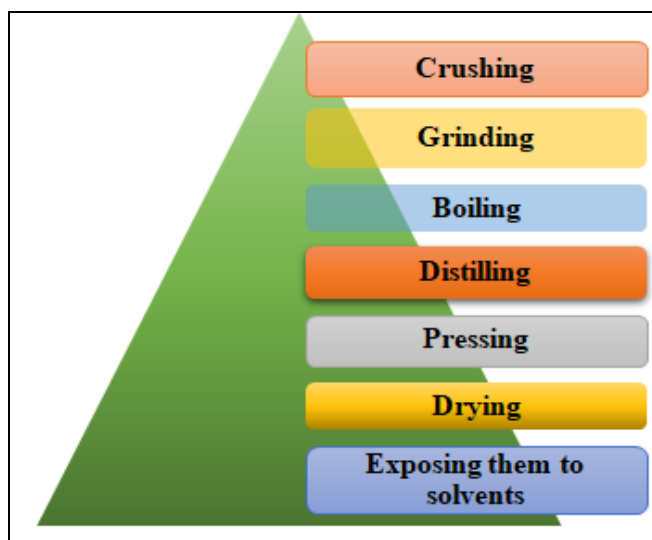 Crushing
Grinding
Boiling
Distilling
Pressing
Drying
Exposing them to
solvents